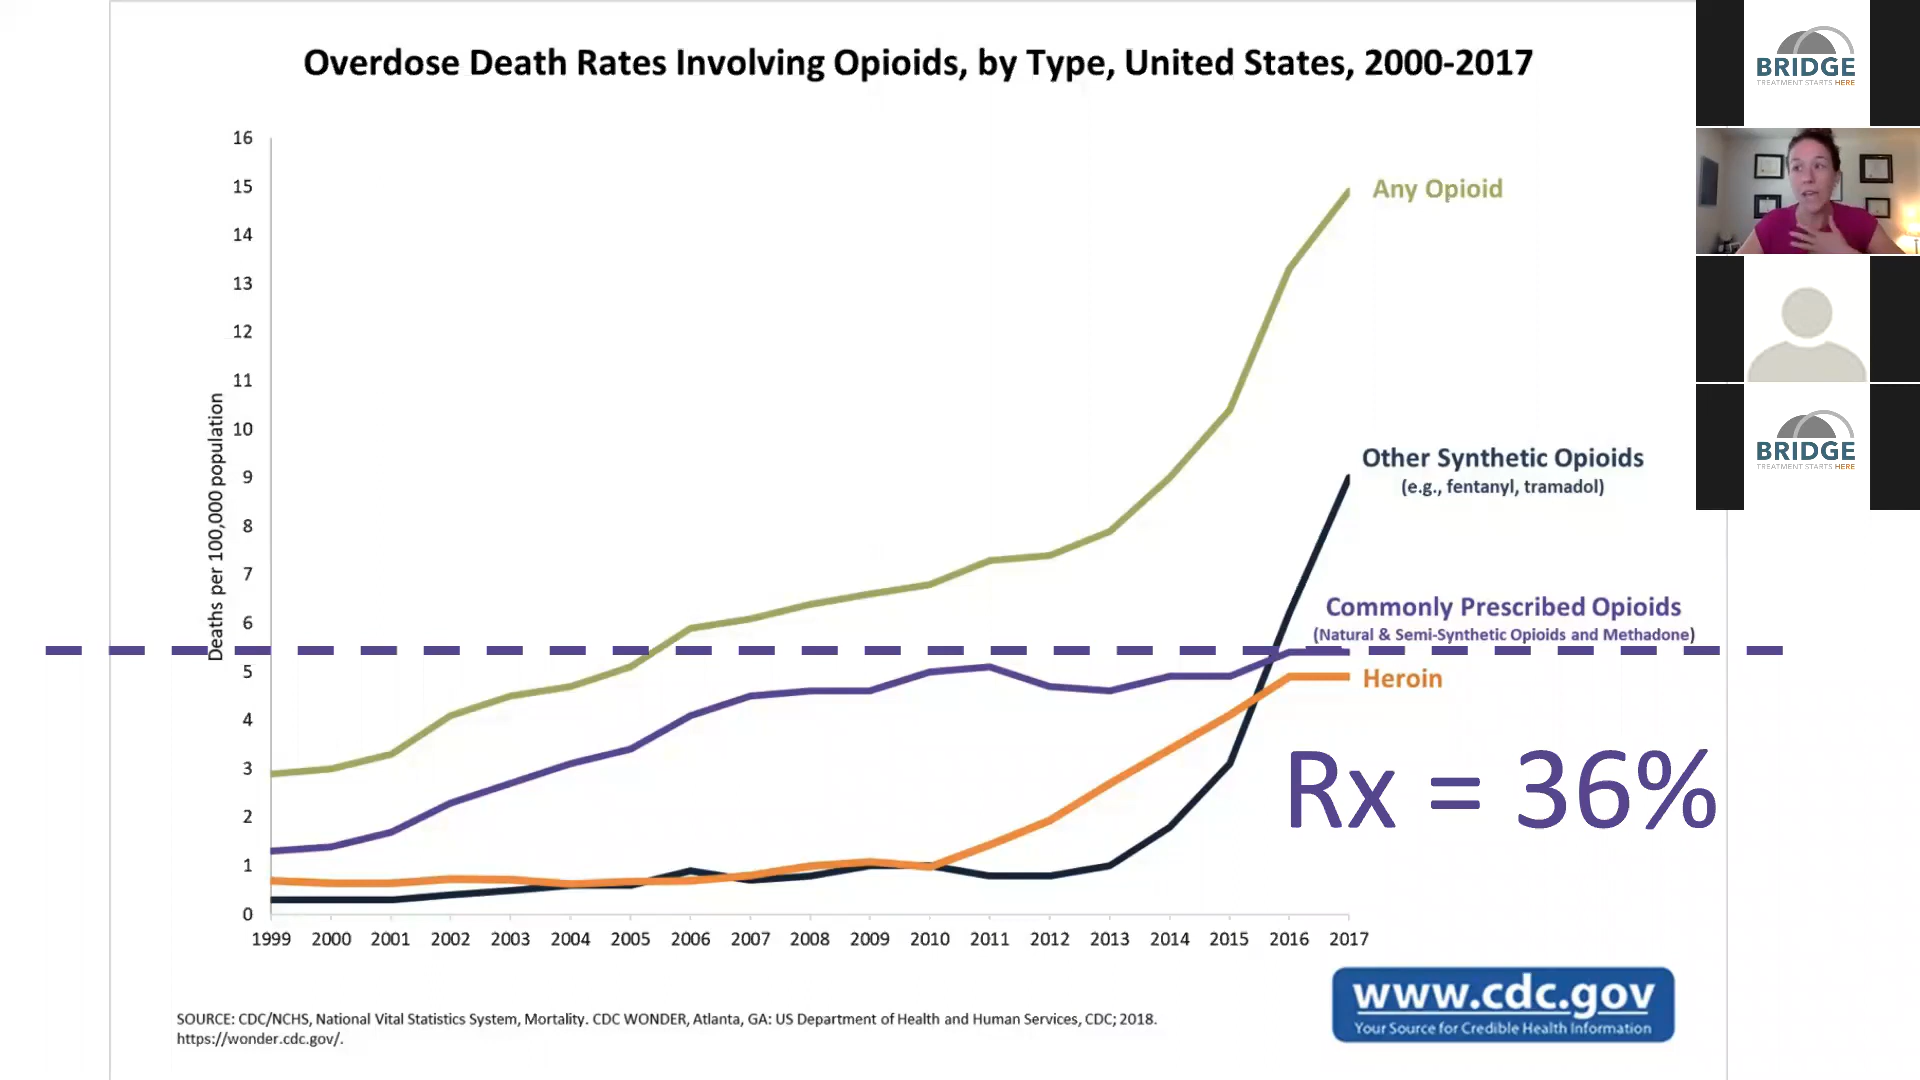 Overdose Death Rates Involving Opioids, by Type, United States, 2000-2017
16
15
14
13
12
11
10
9
8
7
6
5
4
3
2
1
0
Deaths per 100,000 population
1999 2000 2001 2002 2003 2004 2005 2006 2007 2008 2009 2010 2011 2012 2013 2014 2015 2016 2017
Any Opioid
Other Synthetic Opioids
(e.g., fentanyl, tramadol)
Commonly Prescribed Opioids
(Natural & Semi-Synthetic Opioids and Methadone)
Heroin
Rx = 36%
www.cdc.gov
Your Source for Credible Health Information
SOURCE: CDC/NCHS, National Vital Statistics System, Mortality. CDC WONDER, Atlanta, GA: US Department of Health and Human Services, CDC; 2018.
https://wonder.cdc.gov/.
BRIDGE
TREATMENT STARTS HERE
BRIDGE
TREATMENT STARTS HERE